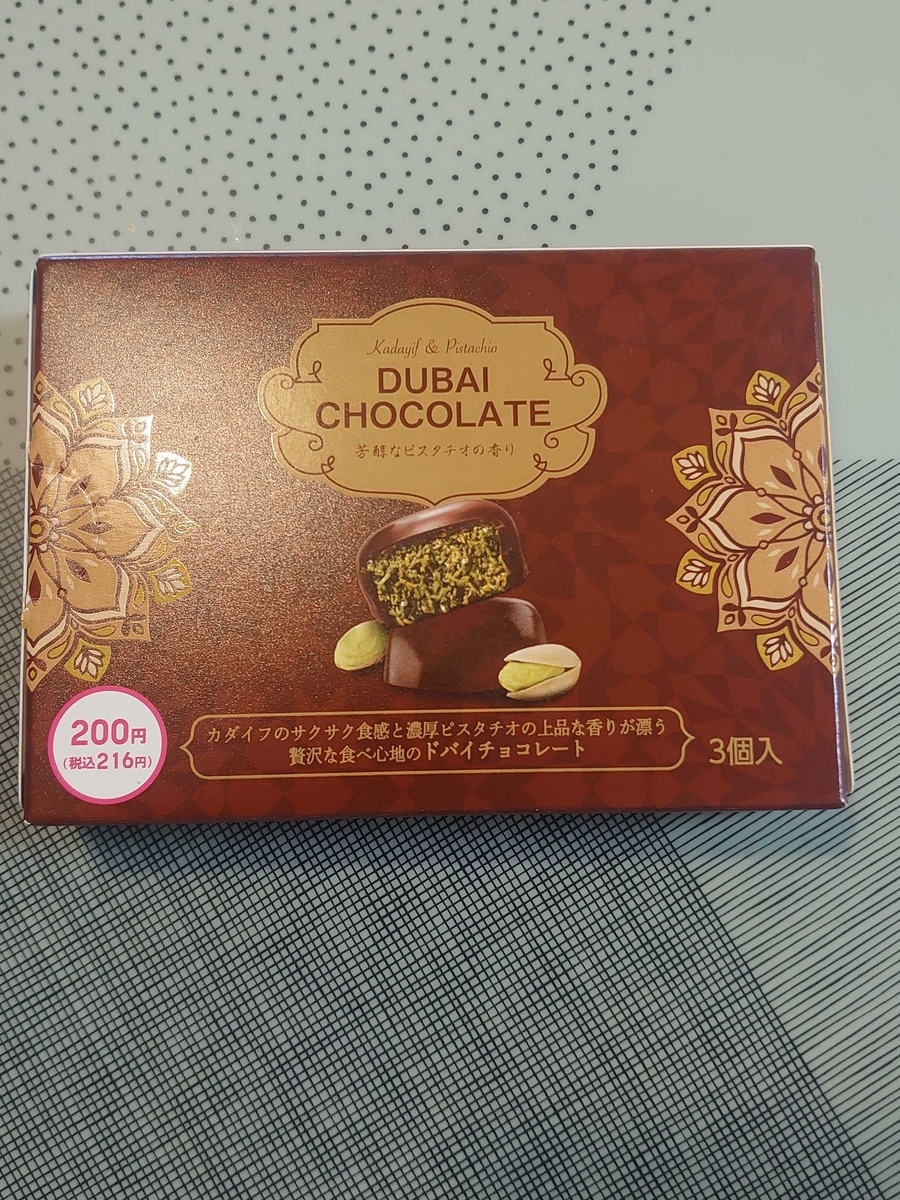 Kadayif & Pistachio
DUBAI
CHOCOLATE
芳醇なピスタチオの香り
200円
(税込216円)
カダイフのサクサク食感と濃厚ピスタチオの上品な香りが漂う
贅沢な食べ心地のドバイチョコレート
3個入